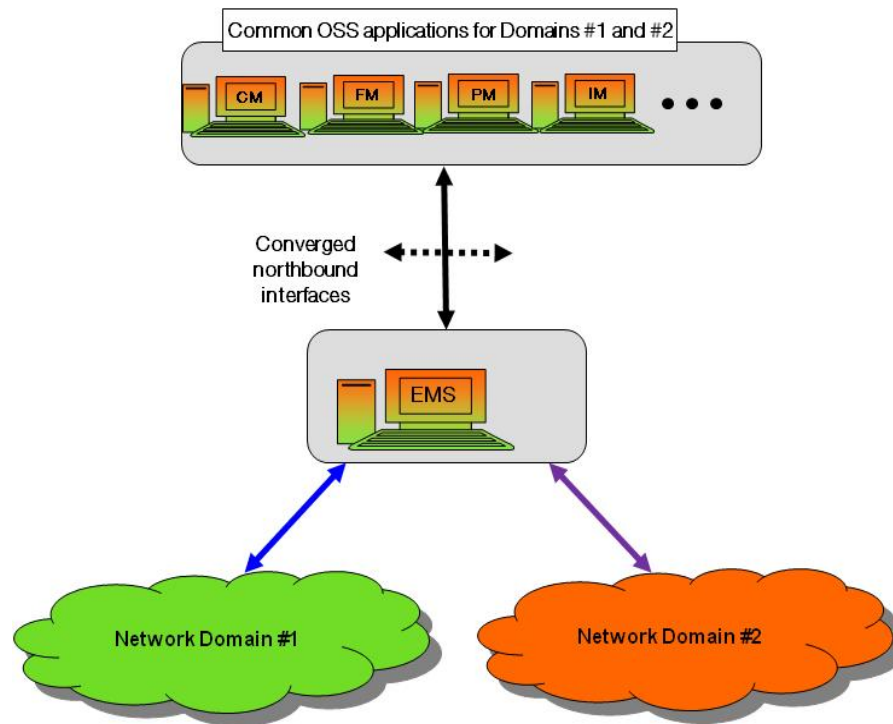 Common OSS applications for Domains #1 and #2
CM
FM
PM
IM
Converged
northbound
interfaces
EMS
Network Domain #1
Network Domain #2